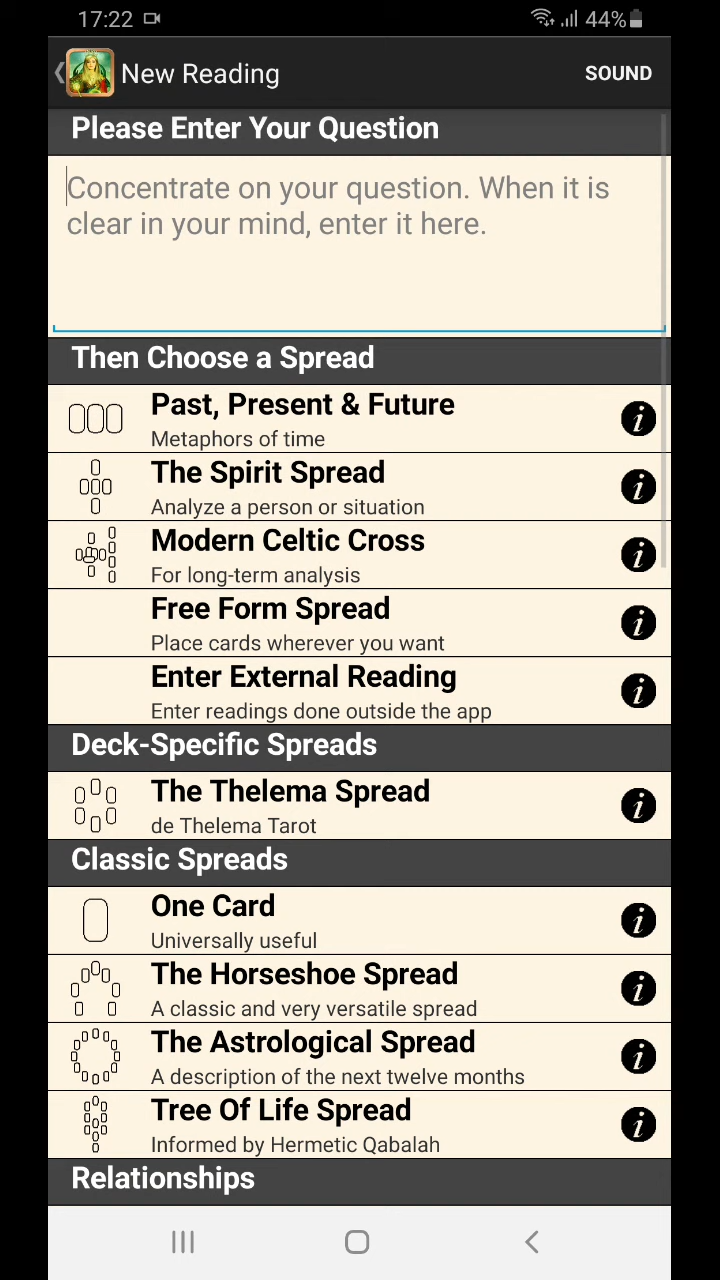 17:22
44%
New Reading
SOUND
Please Enter Your Question
Concentrate on your question. When it is
clear in your mind, enter it here.
Then Choose a Spread
Past, Present & Future
Metaphors of time
The Spirit Spread
Analyze a person or situation
Modern Celtic Cross
For long-term analysis
Free Form Spread
Place cards wherever you want
Enter External Reading
Enter readings done outside the app
Deck-Specific Spreads
The Thelema Spread
de Thelema Tarot
Classic Spreads
One Card
Universally useful
The Horseshoe Spread
A classic and very versatile spread
The Astrological Spread
A description of the next twelve months
Tree Of Life Spread
Informed by Hermetic Qabalah
Relationships